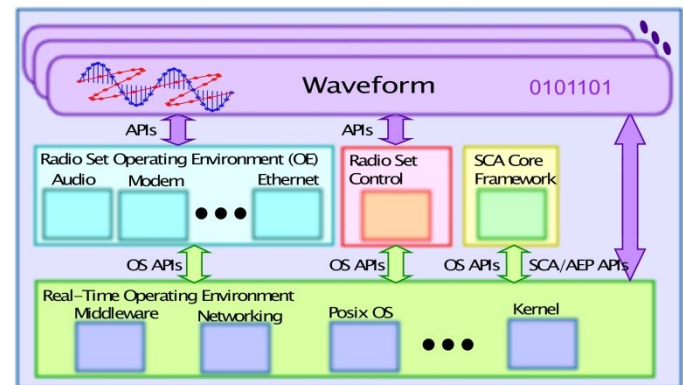 Waveform
0101101
APIs
APIs
Radio Set Operating Environment (OE)
Audio
Modem
Ethernet
Radio Set
Control
SCA Core
Framework
OS APIs
OS APIs
OS APIs
SCA/AEP APIs
Real-Time Operating Environment
Middleware
Networking
Posix OS
Kernel